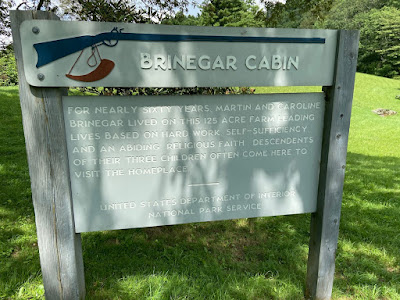 BRINEGAR CABIN
FOR NEARLY SIXTY YEARS, MARTIN AND CAROLINE
BRINEGAR LIVED ON THIS 125 ACRE FARM LEADING
LIVES BASED ON HARD WORK, SELF-SUFFICIENCY
AND AN ABIDING RELIGIOUS FAITH. DESCENDENTS
OF THEIR THREE CHILDREN OFTEN COME HERE TO
VISIT THE HOMEPLACE.
UNITED STATES DEPARTMENT OF INTERIOR
NATIONAL PARK SERVICE